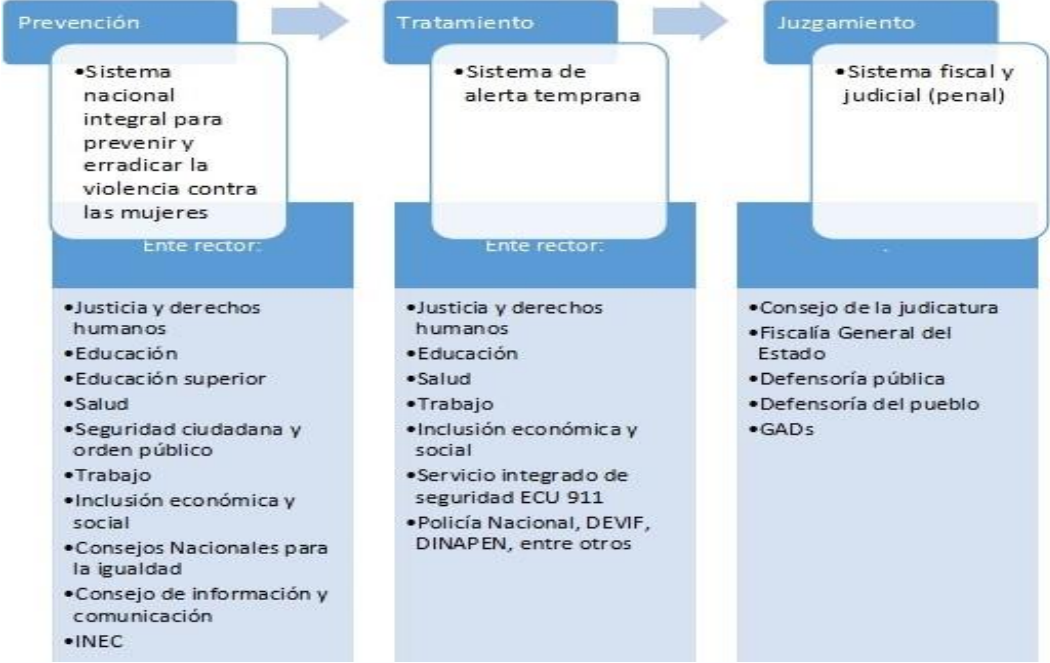 Prevención
•Sistema
nacional
integral para
prevenir y
erradicar la
violencia contra
las mujeres
Ente rector:
•Justicia y derechos
humanos
•Educación
•Educación superior
•Salud
•Seguridad ciudadana y
orden público
•Trabajo
•Inclusión económica y
social
•Consejos Nacionales para
la igualdad
•Consejo de información y
comunicación
•INEC
Tratamiento
•Sistema de
alerta temprana
Ente rector:
•Justicia y derechos
humanos
•Educación
•Salud
•Trabajo
•Inclusión económica y
social
•Servicio integrado de
seguridad ECU 911
•Policía Nacional, DEVIF,
DINAPEN, entre otros
Juzgamiento
•Sistema fiscal y
judicial (penal)
.
•Consejo de la judicatura
•Fiscalía General del
Estado
•Defensoría pública
•Defensoría del pueblo
•GADs